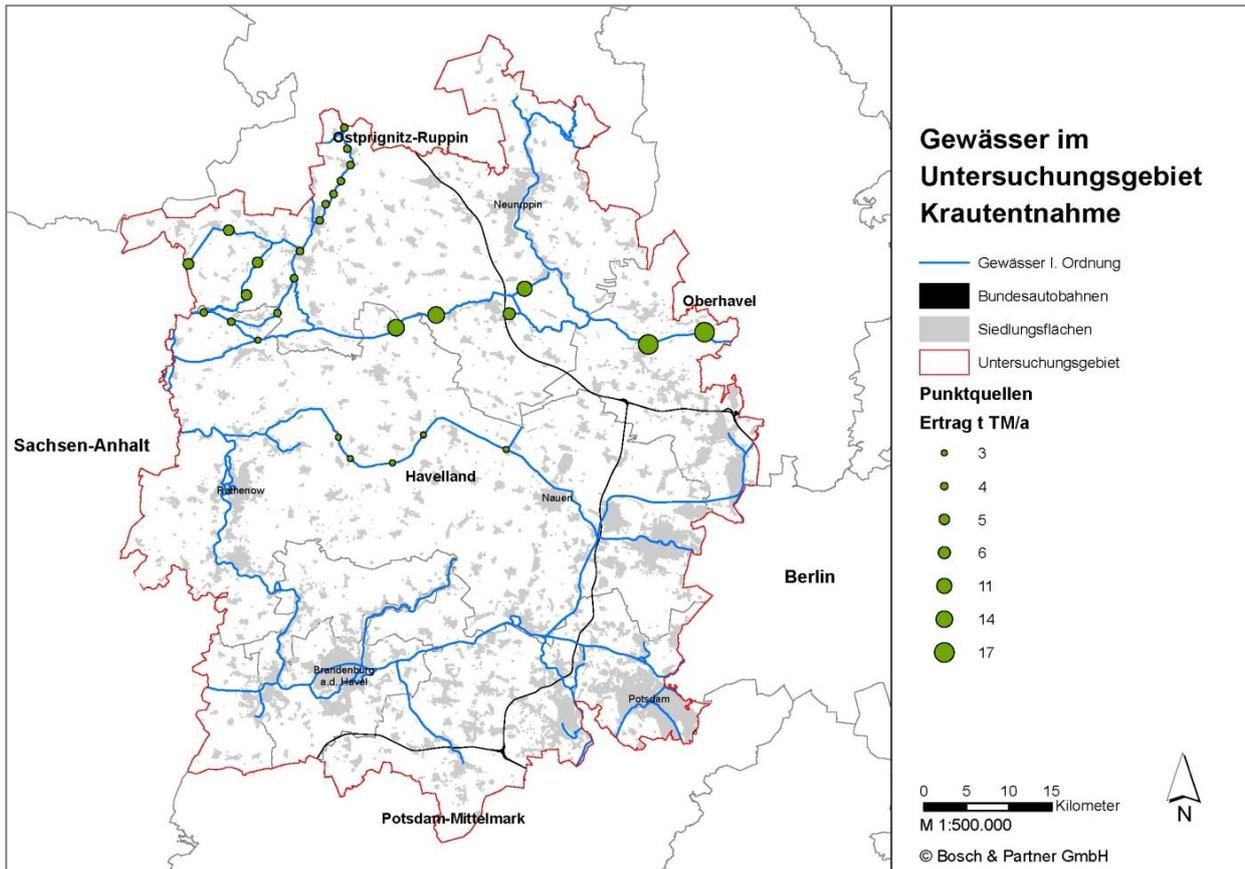 Ostprignitz-Ruppin
Neuruppin
Oberhavel
Sachsen-Anhalt
Havelland
Rathenow
Nauen
Berlin
Brandenburg
a.d. Havel
Potsdam
Potsdam-Mittelmark
Gewässer im
Untersuchungsgebiet
Krautentnahme
Gewässer I. Ordnung
Bundesautobahnen
Siedlungsflächen
Untersuchungsgebiet
Punktquellen
Ertrag t TM/a
3
4
5
6
11
14
17
0 5 10 15
Kilometer
M 1:500.000
N
© Bosch & Partner GmbH